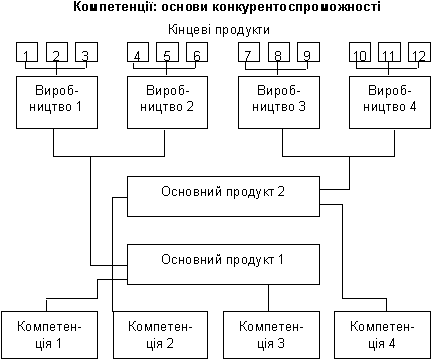 Компетенції: основи конкурентоспроможності
Кінцеві продукти
1 2 3 4 5 6 7 8 9 10 11 12
Вироб- Вироб- Вироб- Вироб-
ництво 1 ництво 2 ництво 3 ництво 4
Основний продукт 2
Основний продукт 1
Компетен- Компетен- Компетен- Компетен-
ція 1 ція 2 ція 3 ція 4